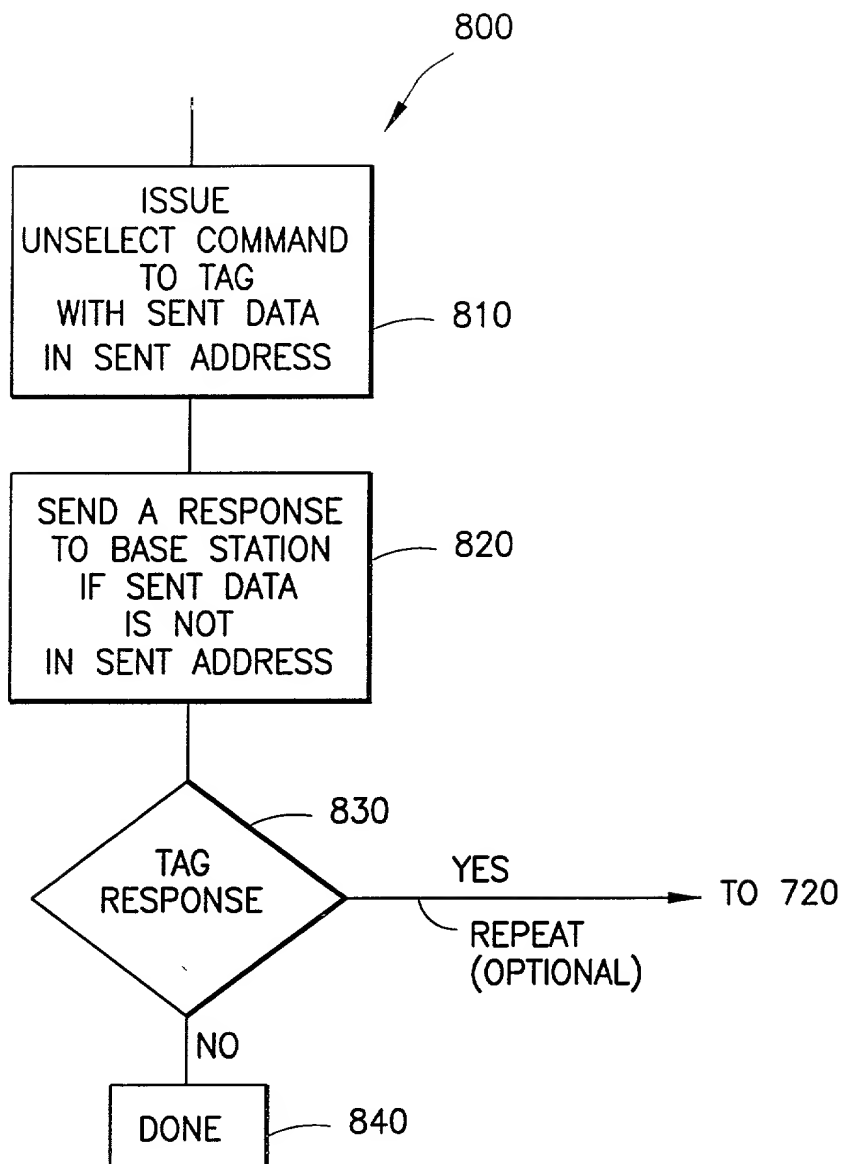 800
ISSUE
UNSELECT COMMAND
TO TAG
WITH SENT DATA
IN SENT ADDRESS
810
SEND A RESPONSE
TO BASE STATION
IF SENT DATA
IS NOT
IN SENT ADDRESS
820
830
TAG
RESPONSE
YES
TO 720
REPEAT
(OPTIONAL)
NO
DONE
840